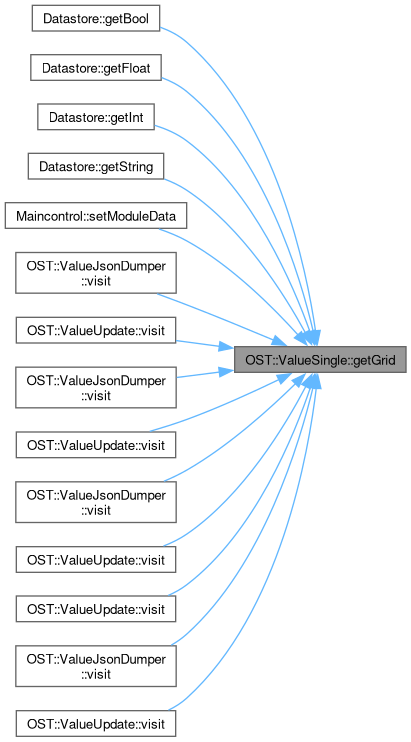 Datastore::getBool
Datastore::getFloat
Datastore::getInt
Datastore::getString
Maincontrol::setModuleData
OST::ValueJsonDumper
::visit
OST::ValueUpdate::visit
OST::ValueSingle::getGrid
OST::ValueJsonDumper
::visit
OST::ValueUpdate::visit
OST::ValueJsonDumper
::visit
OST::ValueUpdate::visit
OST::ValueUpdate::visit
OST::ValueJsonDumper
::visit
OST::ValueUpdate::visit